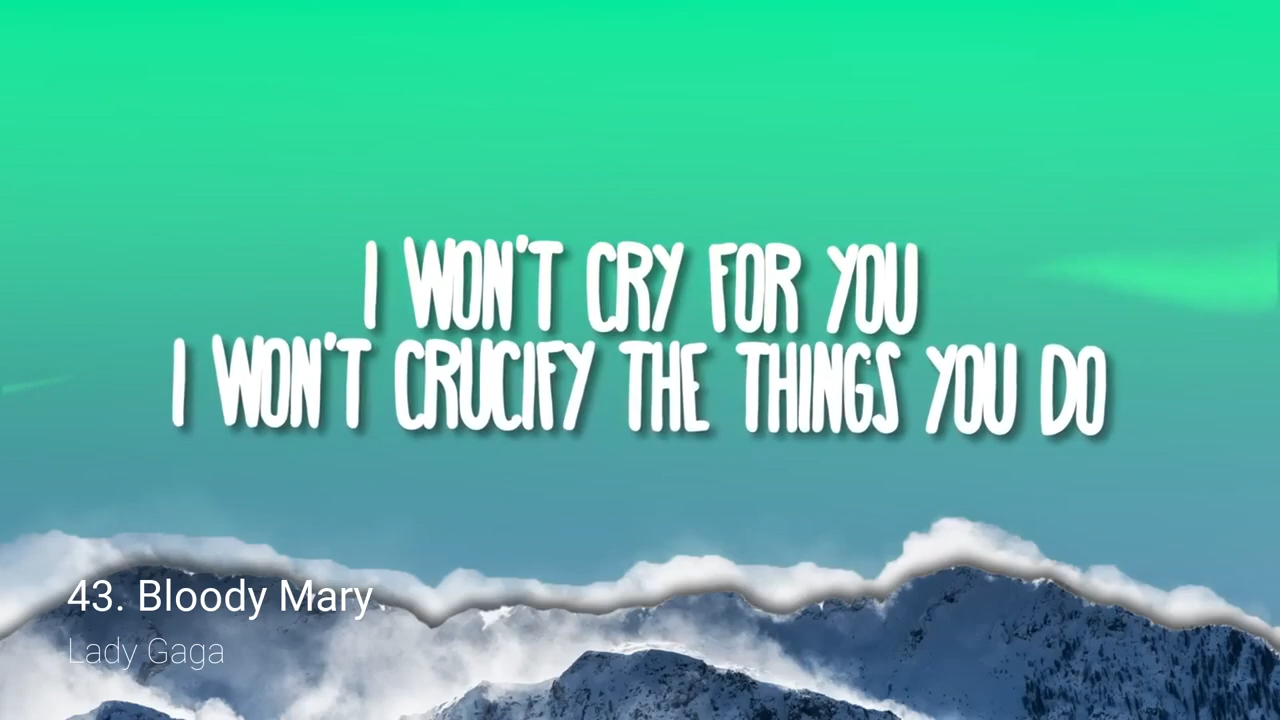 I WON'T CRY FOR YOU
I WON'T CRUCIFY THE THINGS YOU DO
43. Bloody Mary
Lady Gaga